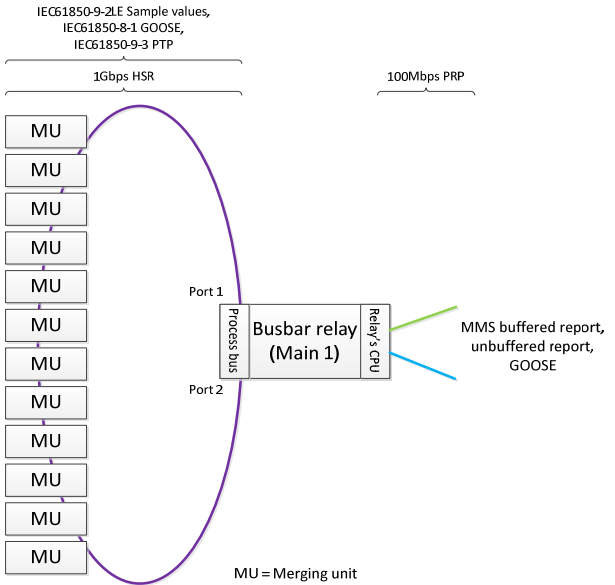 IEC61850-9-2LE Sample values,
IEC61850-8-1 GOOSE,
IEC61850-9-3 PTP
1Gbps HSR
100Mbps PRP
MU
MU
MU
MU
MU
MU
MU
MU
MU
MU
MU
MU
Port 1
Process bus
Busbar relay
(Main 1)
Relay's CPU
Port 2
MMS buffered report,
unbuffered report,
GOOSE
MU = Merging unit